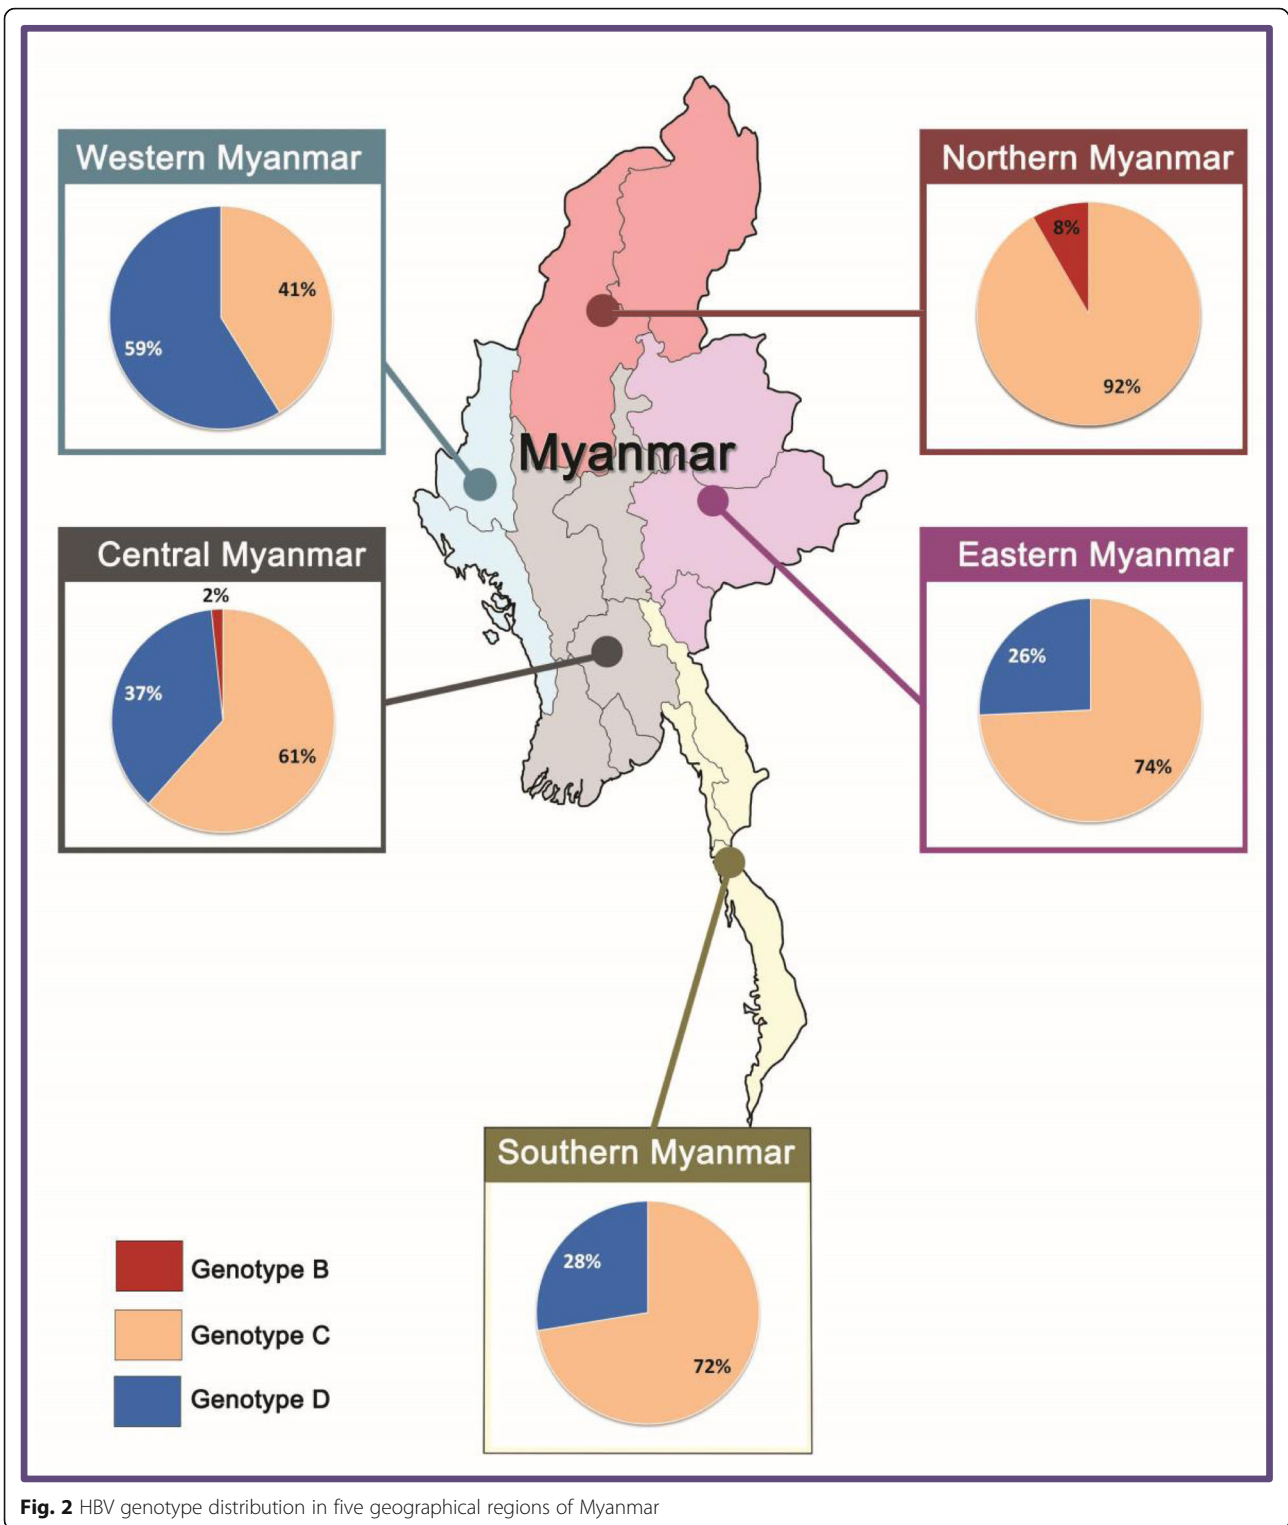 Western Myanmar
41%
59%
Northern Myanmar
8%
92%
Myanmar
Central Myanmar
2%
37%
61%
Eastern Myanmar
26%
74%
Southern Myanmar
28%
72%
Genotype B
Genotype C
Genotype D
Fig. 2 HBV genotype distribution in five geographical regions of Myanmar